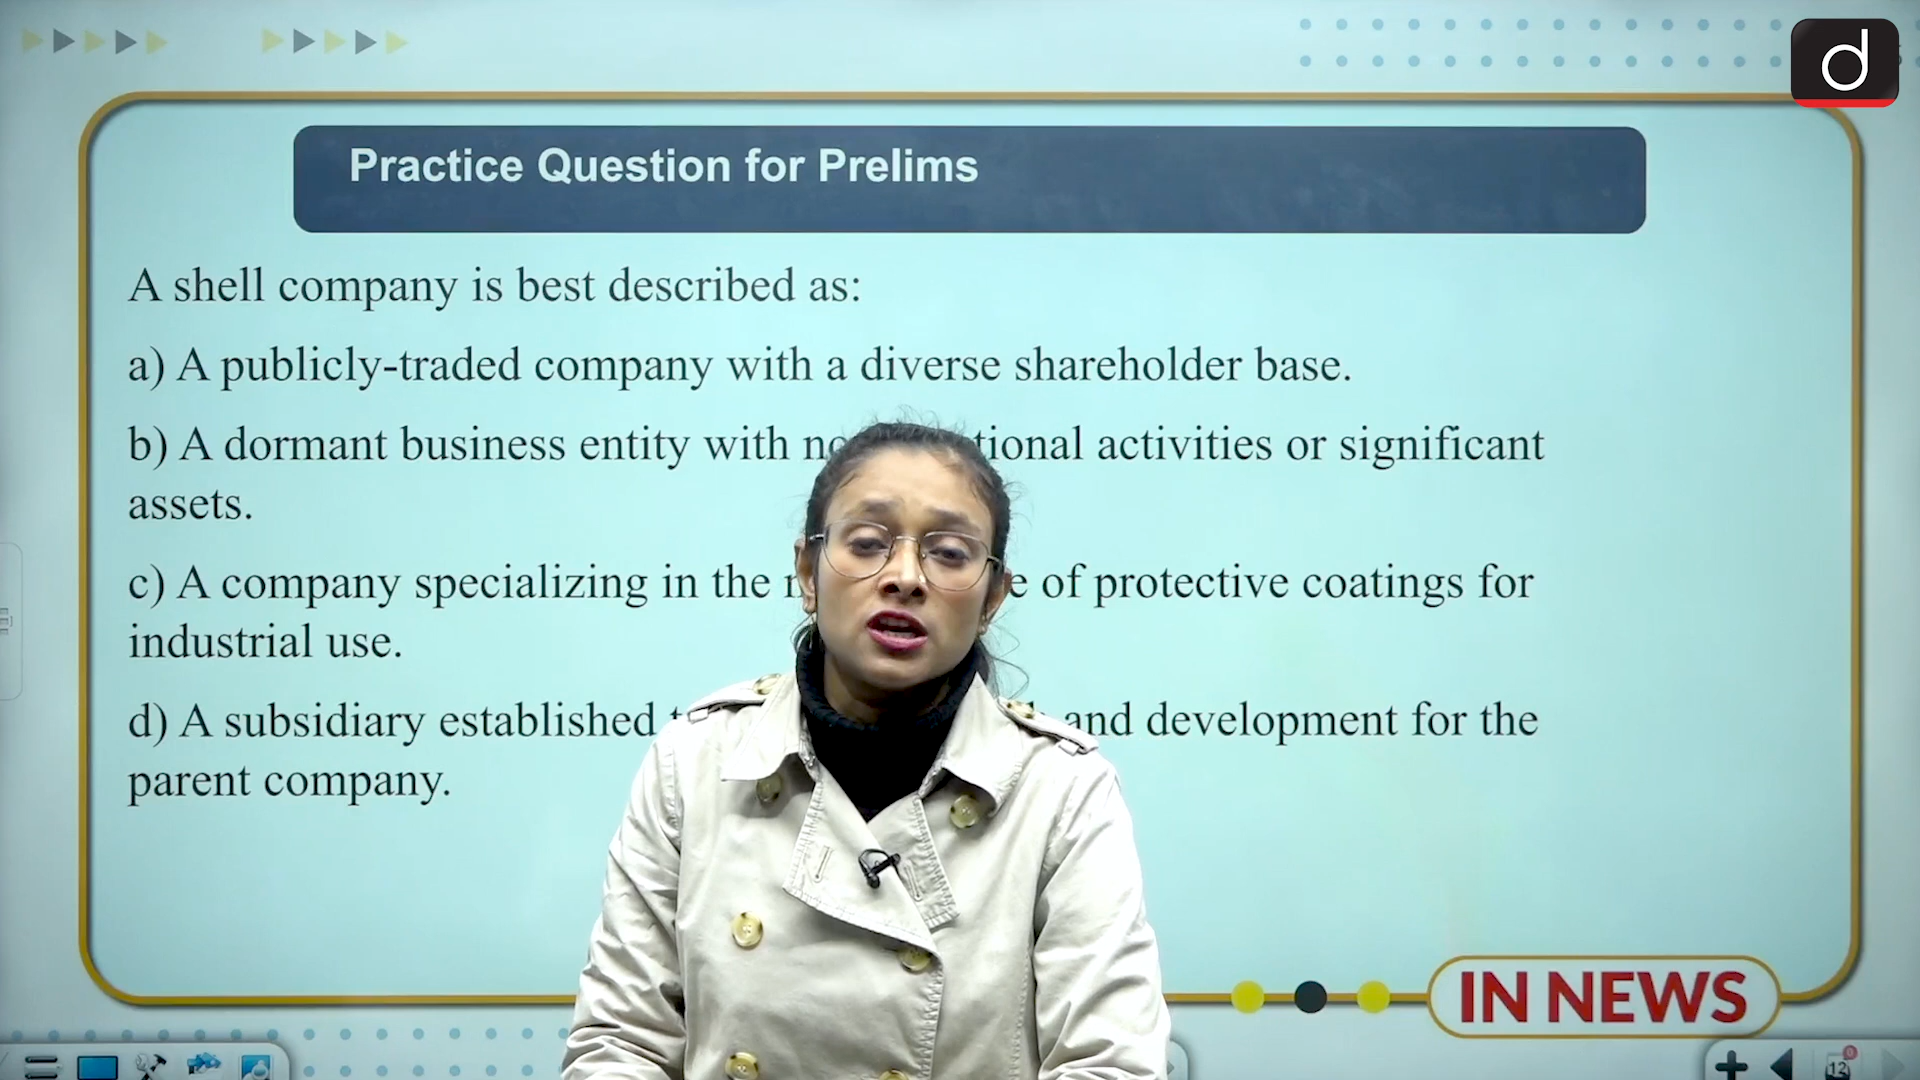 d
Practice Question for Prelims
A shell company is best described as:
a) A publicly-traded company with a diverse shareholder base.
b) A dormant business entity with activities or significant
assets.
c) A company specializing in the of protective coatings for
industrial use.
d) A subsidiary established and development for the
parent company.
IN NEWS
12